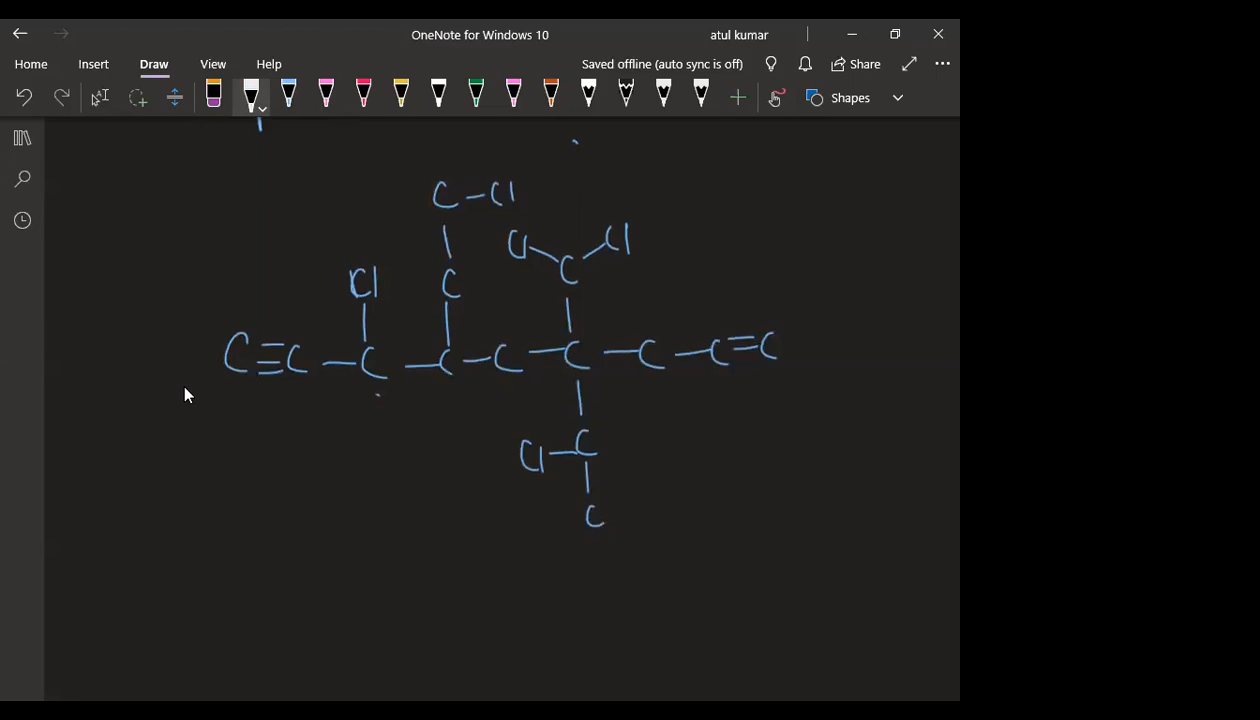 OneNote for Windows 10
atul kumar
Home Insert Draw View Help
Saved offline (auto sync is off)
Share
Shapes
C-Cl
Cl Cl
Cl C C
C≡C-C-C-C-C-C-C=C
Cl-C
C